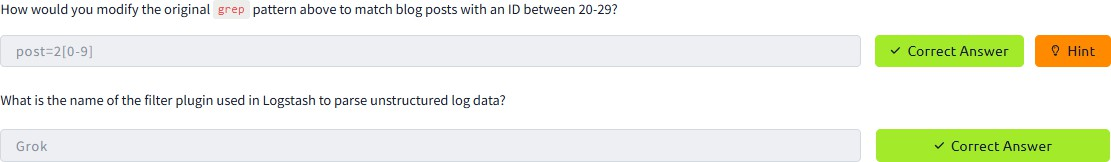 How would you modify the original grep pattern above to match blog posts with an ID between 20-29?
post=2[0-9]
Correct Answer
Hint
What is the name of the filter plugin used in Logstash to parse unstructured log data?
Grok
Correct Answer